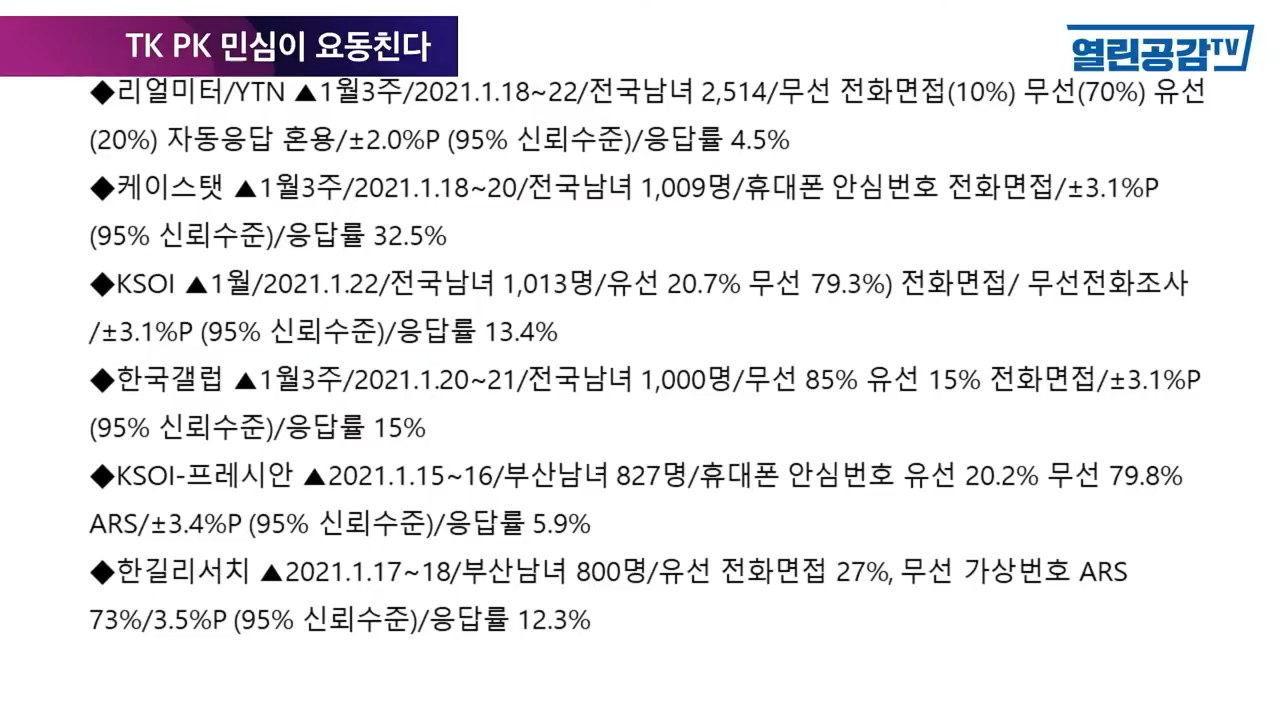 TK PK 민심이 요동친다
열린공감TV
◆리얼미터/YTN ▲1월3주/2021.1.18~22/전국남녀 2,514/무선 전화면접(10%) 무선(70%) 유선
(20%) 자동응답 혼용/±2.0%P (95% 신뢰수준)/응답률 4.5%
◆케이스탯 ▲1월3주/2021.1.18~20/전국남녀 1,009명/휴대폰 안심번호 전화면접/±3.1%P
(95% 신뢰수준)/응답률 32.5%
◆KSOI ▲1월/2021.1.22/전국남녀 1,013명/유선 20.7% 무선 79.3%) 전화면접/ 무선전화조사
/±3.1%P (95% 신뢰수준)/응답률 13.4%
◆한국갤럽 ▲1월3주/2021.1.20~21/전국남녀 1,000명/무선 85% 유선 15% 전화면접/±3.1%P
(95% 신뢰수준)/응답률 15%
◆KSOI-프레시안 ▲2021.1.15~16/부산남녀 827명/휴대폰 안심번호 유선 20.2% 무선 79.8%
ARS/±3.4%P (95% 신뢰수준)/응답률 5.9%
◆한길리서치 ▲2021.1.17~18/부산남녀 800명/유선 전화면접 27%, 무선 가상번호 ARS
73%/3.5%P (95% 신뢰수준)/응답률 12.3%